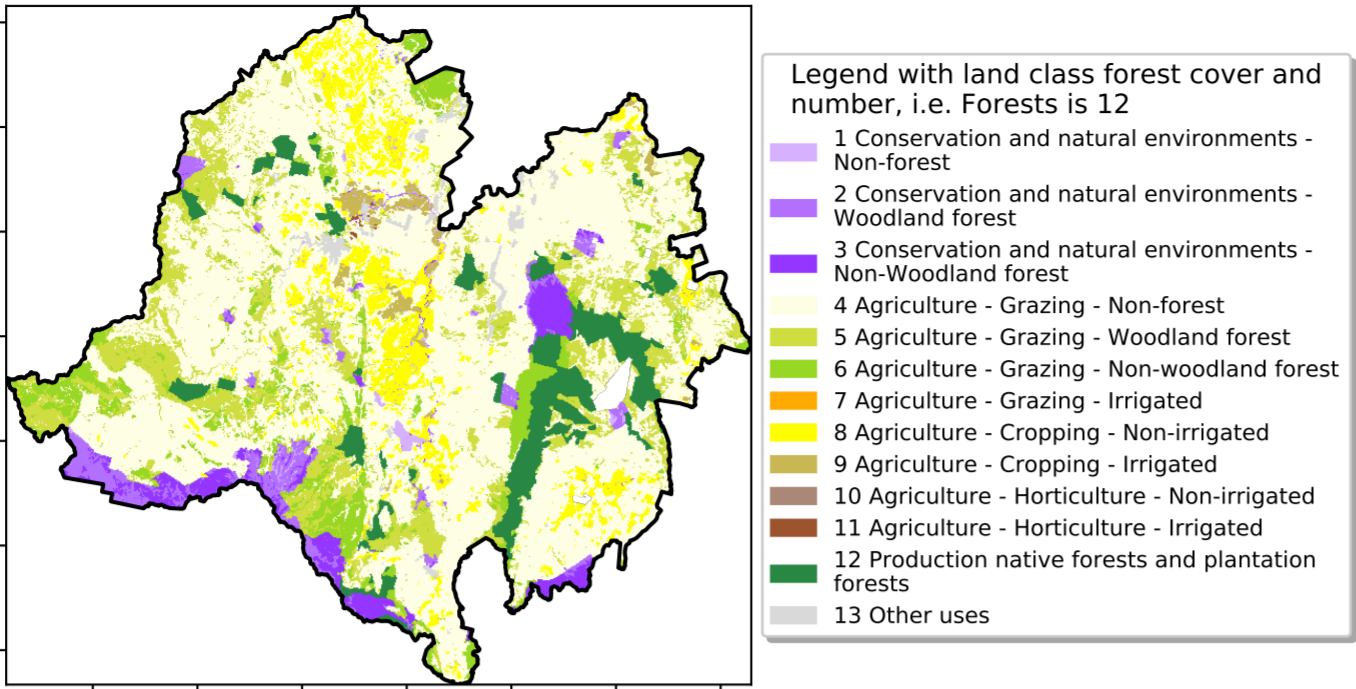 Legend with land class forest cover and
number, i.e. Forests is 12
1 Conservation and natural environments -
Non-forest
2 Conservation and natural environments -
Woodland forest
3 Conservation and natural environments -
Non-Woodland forest
4 Agriculture - Grazing - Non-forest
5 Agriculture - Grazing - Woodland forest
6 Agriculture - Grazing - Non-woodland forest
7 Agriculture - Grazing - Irrigated
8 Agriculture - Cropping - Non-irrigated
9 Agriculture - Cropping - Irrigated
10 Agriculture - Horticulture - Non-irrigated
11 Agriculture - Horticulture - Irrigated
12 Production native forests and plantation
forests
13 Other uses